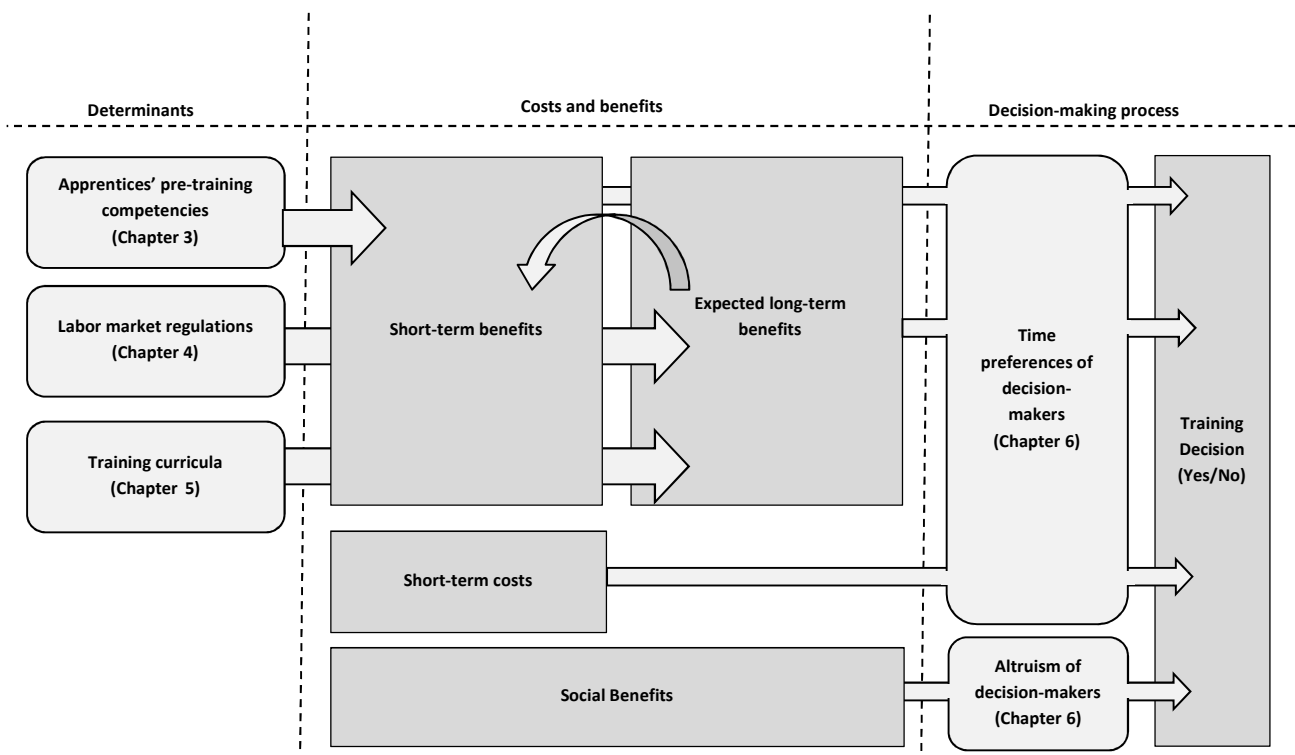 Determinants
Costs and benefits
Decision-making process
Apprentices' pre-training
competencies
(Chapter 3)
Labor market regulations
(Chapter 4)
Training curricula
(Chapter 5)
Short-term benefits
Expected long-term
benefits
Time
preferences of
decision-
makers
(Chapter 6)
Training
Decision
(Yes/No)
Short-term costs
Social Benefits
Altruism of
decision-makers
(Chapter 6)